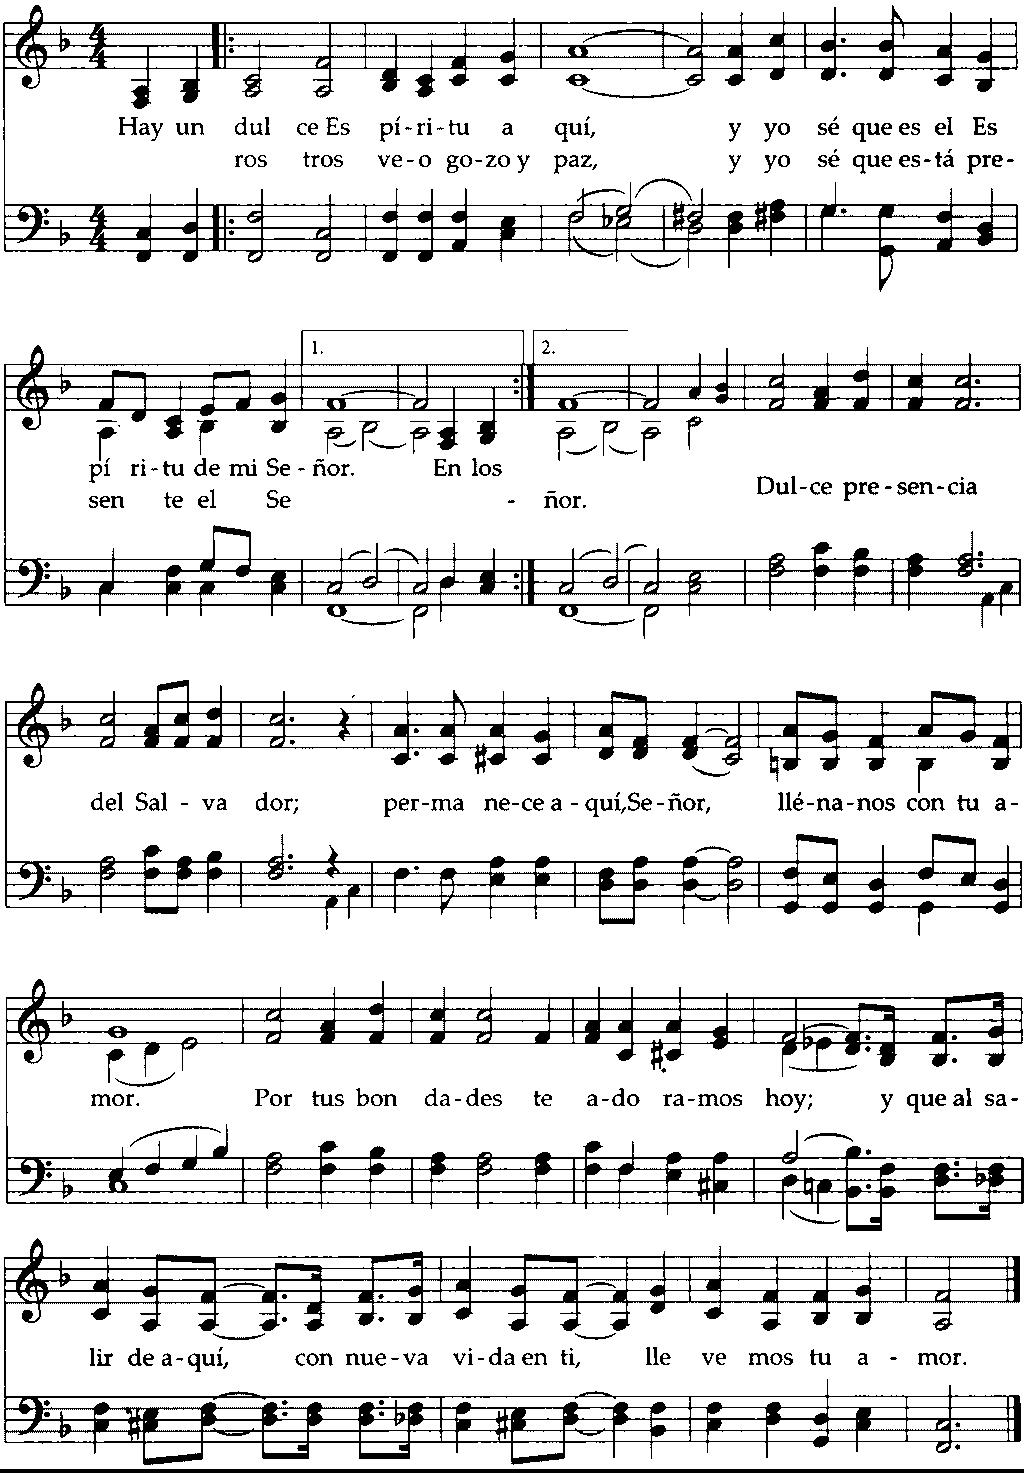 Hay un dul ce Es pí-ri-tu a quí, y yo sé que es el Es
ros tros ve-o go-zo y paz, y yo sé que es-tá pre-
1. 2.
pí ri-tu de mi Se-ñor. En los
sen te el Se - ñor.
Dul-ce pre-sen-cia
del Sal - va dor; per-ma ne-ce a-quí, Se-ñor, llé-na-nos con tu a-
mor. Por tus bon da-des te a-do ra-mos hoy; y que al sa-
lir de a-quí, con nue-va vi-da en ti, lle ve mos tu a - mor.